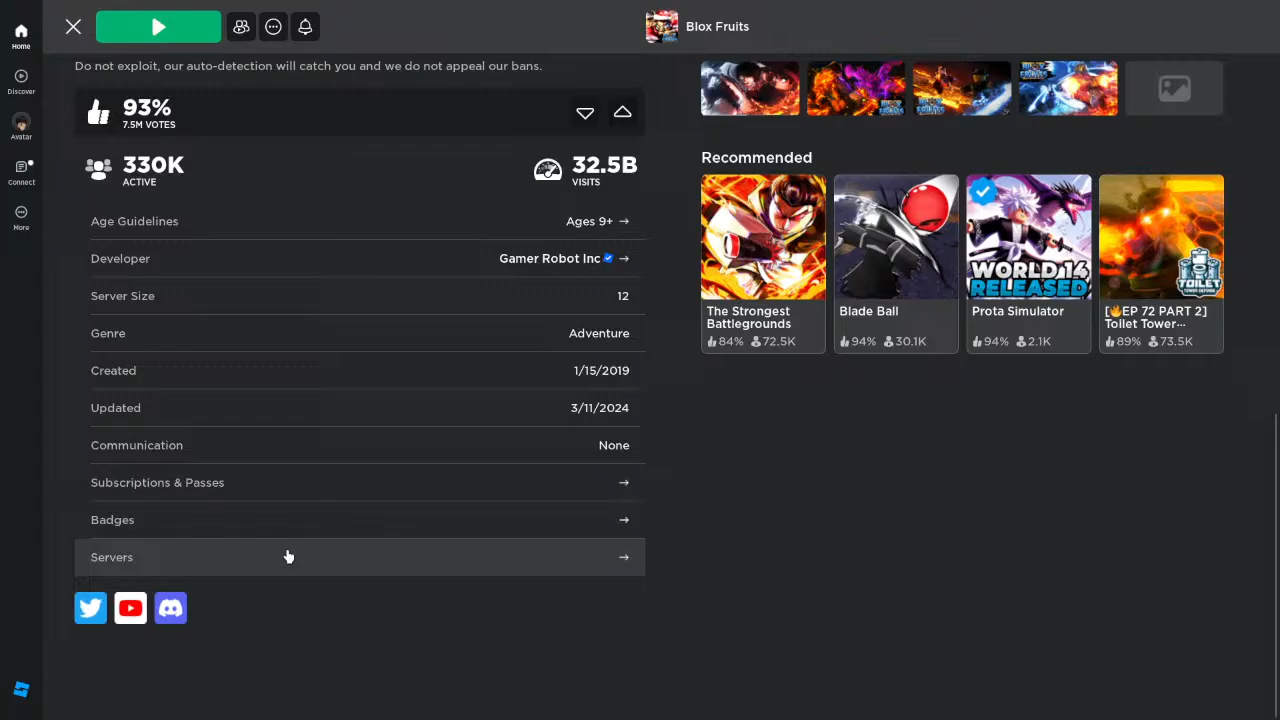 Blox Fruits
Home
Discover
Avatar
Connect
More
Do not exploit, our auto-detection will catch you and we do not appeal our bans.
93%
7.5M VOTES
330K
ACTIVE
32.5B
VISITS
Age Guidelines Ages 9+ →
Developer Gamer Robot Inc →
Server Size 12
Genre Adventure
Created 1/15/2019
Updated 3/11/2024
Communication None
Subscriptions & Passes →
Badges →
Servers →
Recommended
WORLD 14
RELEASED
TOILET
The Strongest
Battlegrounds
84% 72.5K
Blade Ball
94% 30.1K
Prota Simulator
94% 2.1K
[🔥EP 72 PART 2]
Toilet Tower...
89% 73.5K